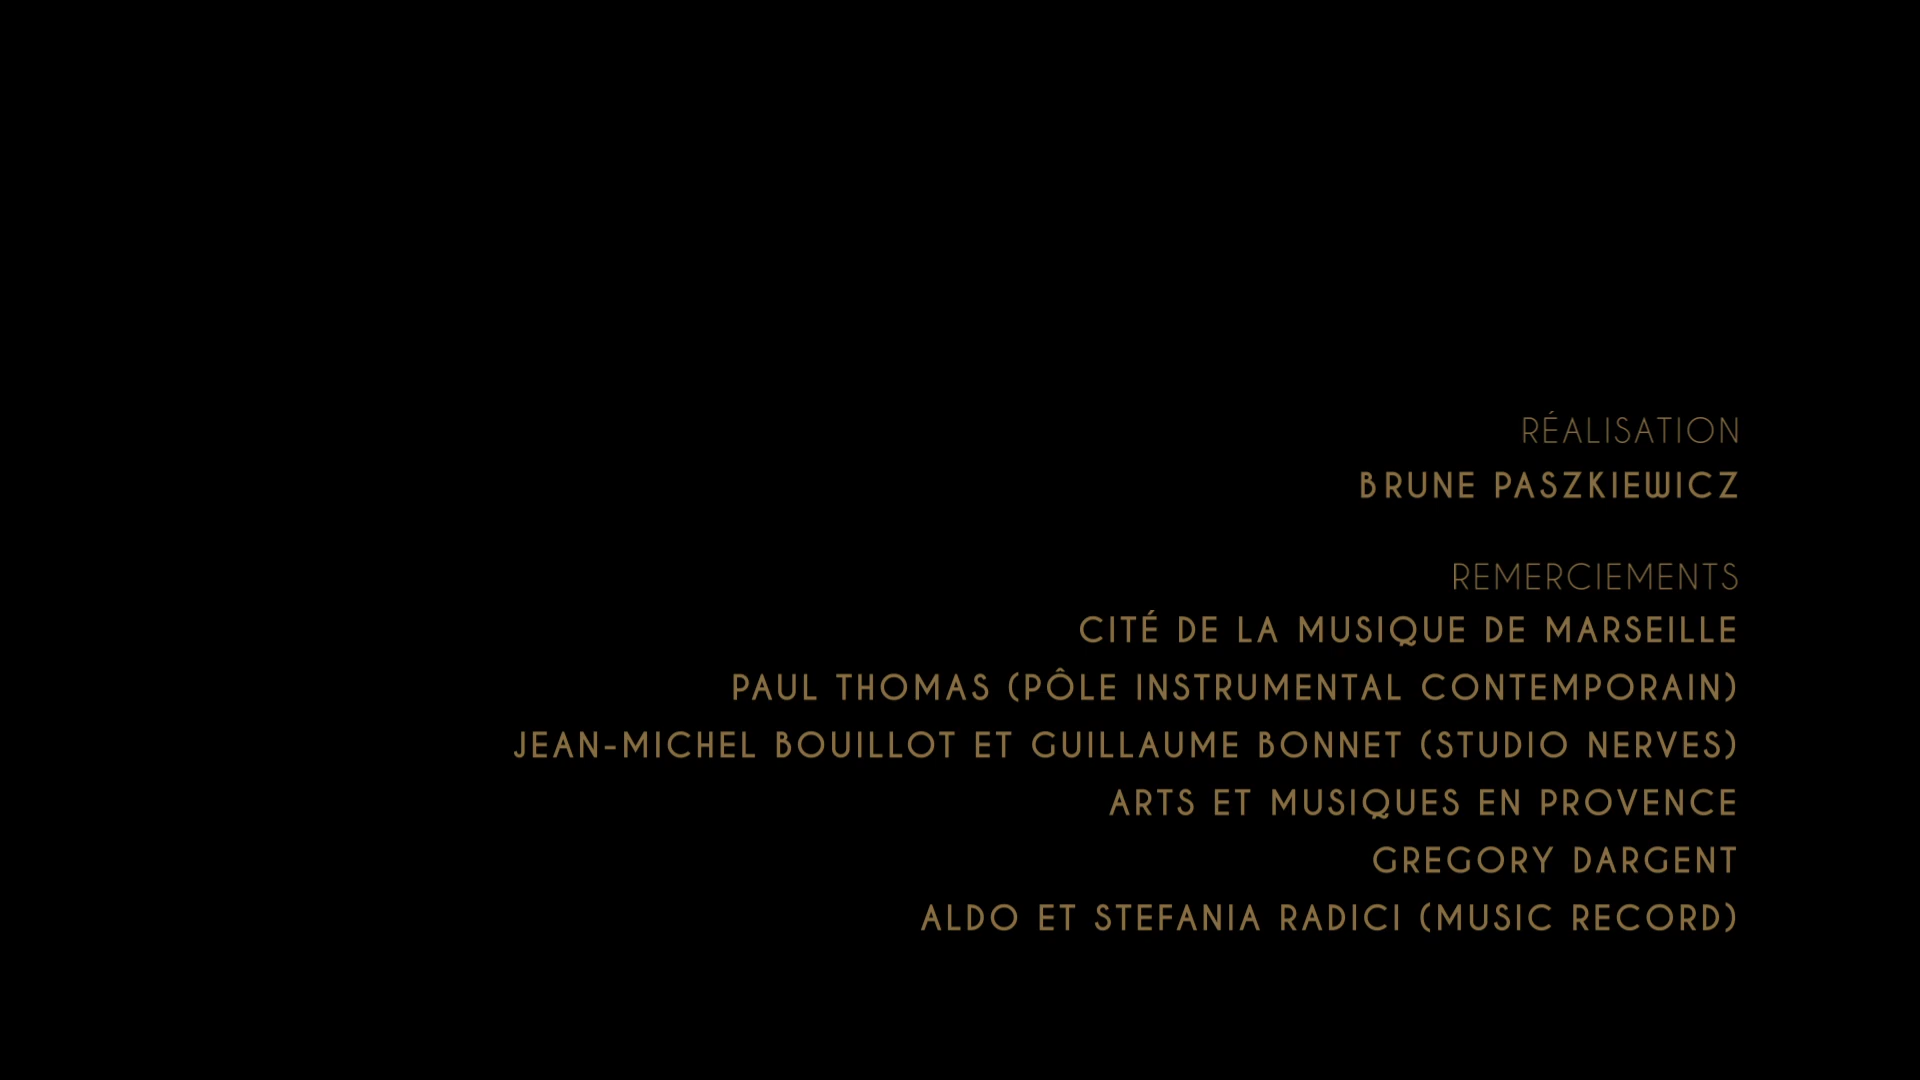 RÉALISATION
BRUNE PASZKIEWICZ
REMERCIEMENTS
CITÉ DE LA MUSIQUE DE MARSEILLE
PAUL THOMAS (PÔLE INSTRUMENTAL CONTEMPORAIN)
JEAN-MICHEL BOUILLOT ET GUILLAUME BONNET (STUDIO NERVES)
ARTS ET MUSIQUES EN PROVENCE
GREGORY DARGENT
ALDO ET STEFANIA RADICI (MUSIC RECORD)